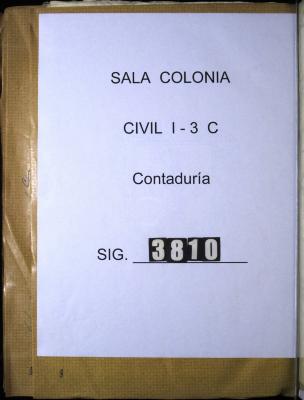 SALA COLONIA
CIVIL I - 3 C
Contaduría
SIG. 3810